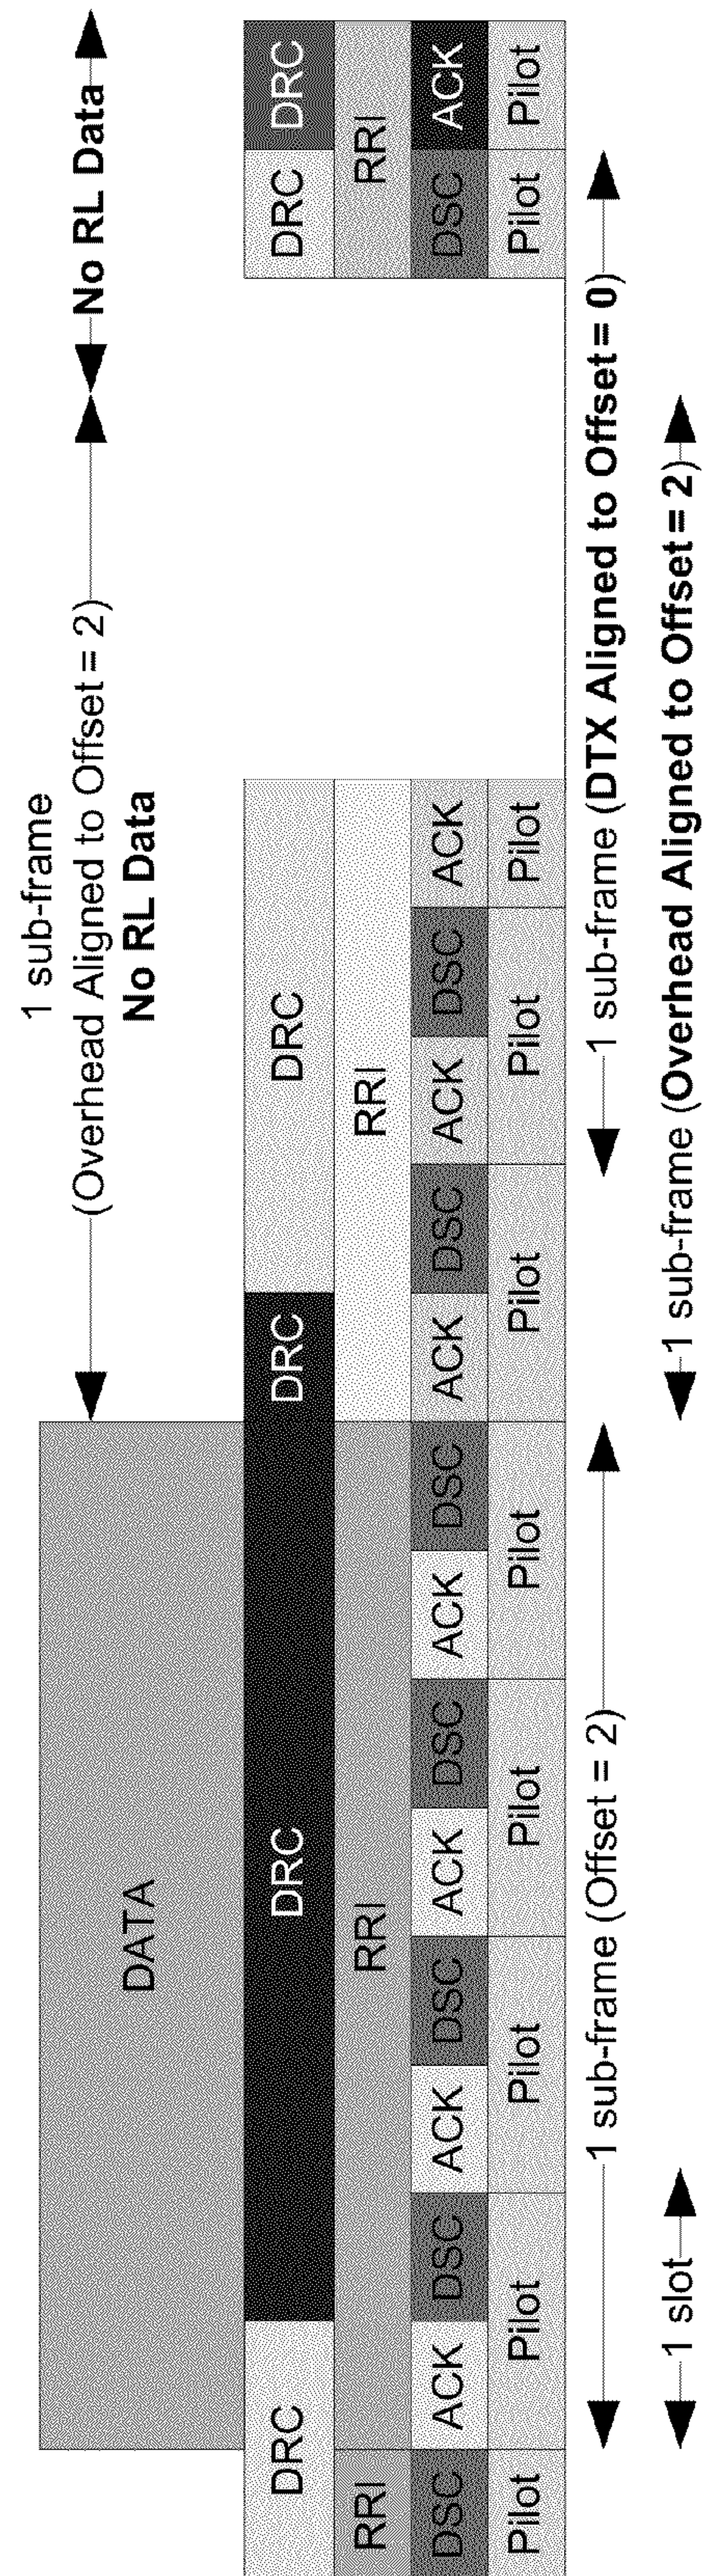 1 sub-frame
(Overhead Aligned to Offset = 2)
No RL Data
No RL Data
DATA
DRC
DRC
DRC
DRC
DRC
DRC
RRI
RRI
RRI
RRI
DSC
ACK
DSC
ACK
DSC
ACK
DSC
ACK
DSC
ACK
DSC
ACK
DSC
ACK
DSC
ACK
Pilot
Pilot
Pilot
Pilot
Pilot
Pilot
Pilot
Pilot
Pilot
Pilot
1 sub-frame (Offset = 2)
1 sub-frame (DTX Aligned to Offset= 0)
1 slot
1 sub-frame (Overhead Aligned to Offset = 2)